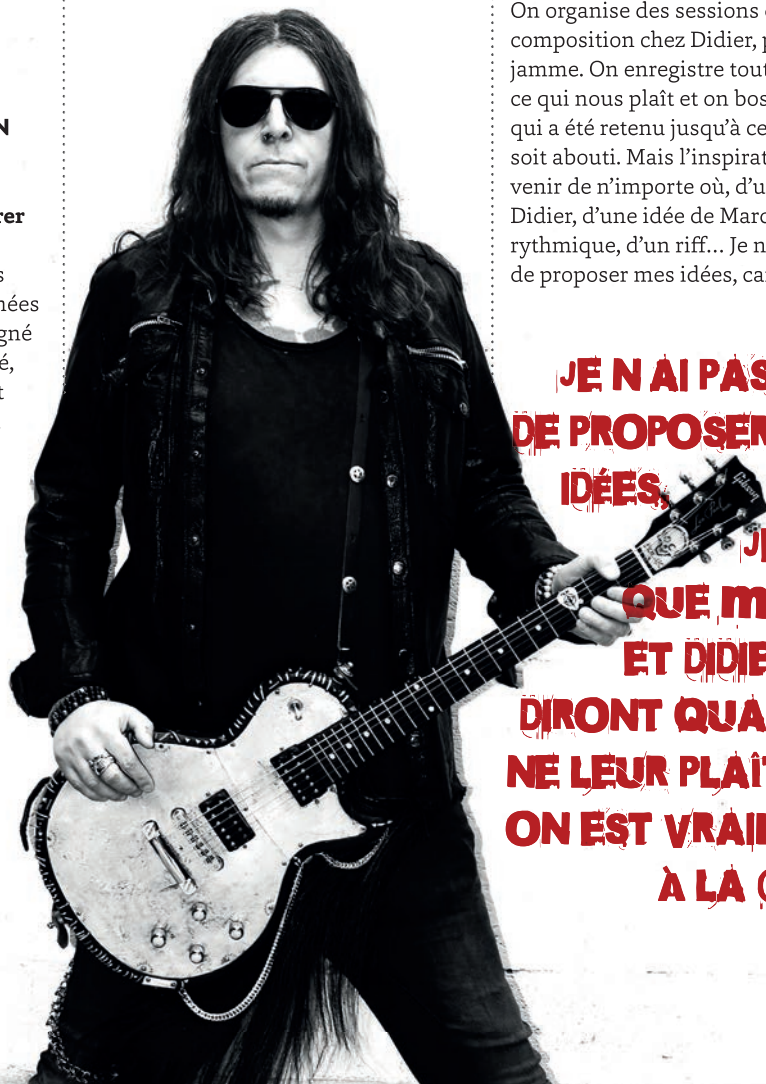 N
rer
s
nées
gné
é,
t
On organise des sessions
composition chez Didier, p
jamme. On enregistre tout
ce qui nous plaît et on bos
qui a été retenu jusqu’à ce
soit abouti. Mais l’inspirat
venir de n’importe où, d’u
Didier, d’une idée de Marc
rythmique, d’un riff… Je n
de proposer mes idées, ca
JE N AI PAS
DE PROPOSER
IDÉES,
JE
QUE M
ET DIDIE
DIRONT QUA
NE LEUR PLAÎT
ON EST VRAI
À LA
Gibson